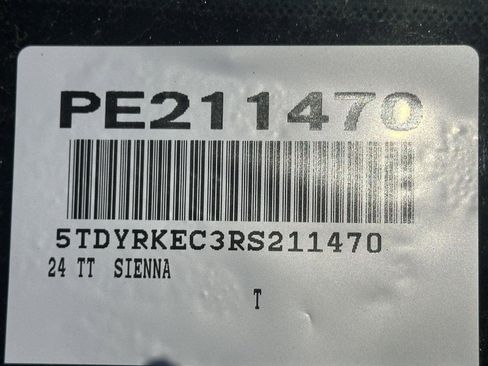 PE211470
5TDYRKEC3RS211470
24 TT SIENNA
T